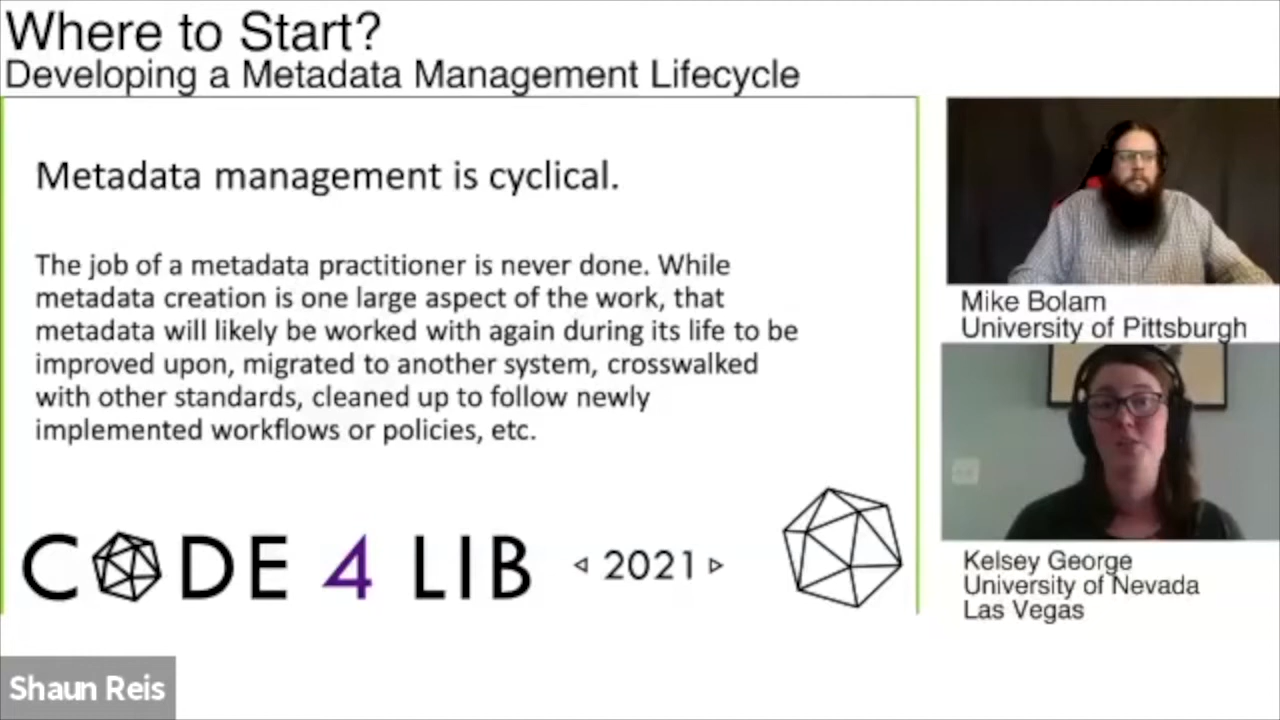 Where to Start?
Developing a Metadata Management Lifecycle
Metadata management is cyclical.
The job of a metadata practitioner is never done. While
metadata creation is one large aspect of the work, that
metadata will likely be worked with again during its life to be
improved upon, migrated to another system, crosswalked
with other standards, cleaned up to follow newly
implemented workflows or policies, etc.
CODE 4 LIB ◃ 2021 ▹
Mike Bolam
University of Pittsburgh
Kelsey George
University of Nevada
Las Vegas
Shaun Reis